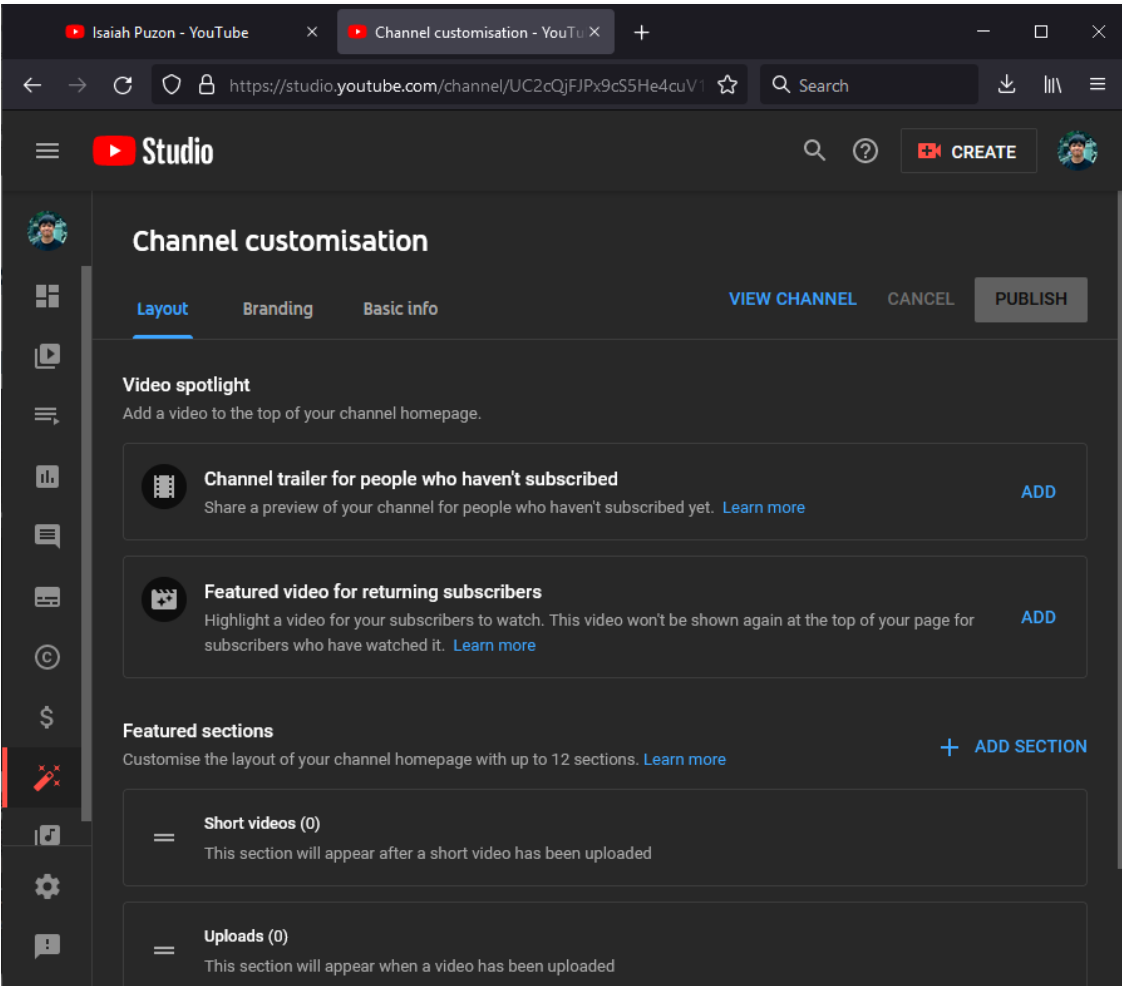 Isaiah Puzon - YouTube
Channel customisation - YouTu
https://studio.youtube.com/channel/UC2cQjFJPx9cS5He4cuV1
Search
Studio
CREATE
Channel customisation
Layout
Branding
Basic info
VIEW CHANNEL
CANCEL
PUBLISH
Video spotlight
Add a video to the top of your channel homepage.
Channel trailer for people who haven't subscribed
Share a preview of your channel for people who haven't subscribed yet. Learn more
ADD
Featured video for returning subscribers
Highlight a video for your subscribers to watch. This video won't be shown again at the top of your page for
subscribers who have watched it. Learn more
ADD
Featured sections
Customise the layout of your channel homepage with up to 12 sections. Learn more
ADD SECTION
Short videos (0)
This section will appear after a short video has been uploaded
Uploads (0)
This section will appear when a video has been uploaded